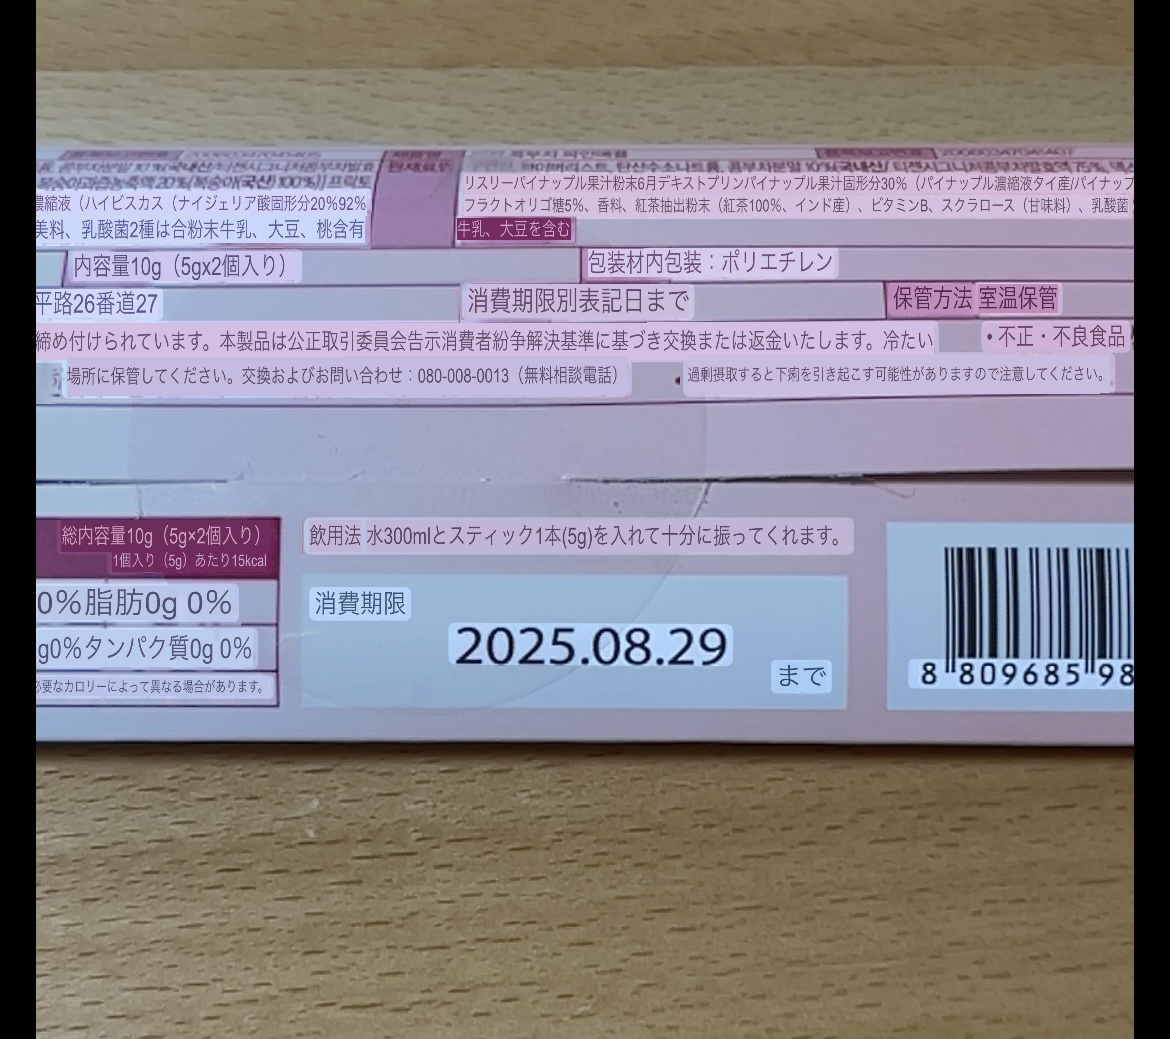 리스트, 탄산수소나트륨, 콤부차분말 10%
리스リーパイナップル果汁粉末6月デキストプリンパイナップル果汁固形分30%（パイナップル濃縮液タイ産/パイナップ
濃縮液（ハイビスカス（ナイジェリア酸固形分20%92%
フラクトオリゴ糖5%、香料、紅茶抽出粉末（紅茶100%、インド産）、ビタミンB、スクラロース（甘味料）、乳酸菌
美料、乳酸菌2種は合粉末牛乳、大豆、桃含有
牛乳、大豆を含む
内容量10g（5gx2個入り）
包装材内包装：ポリエチレン
平路26番道27
消費期限別表記日まで
保管方法 室温保管
締め付けられています。本製品は公正取引委員会告示消費者紛争解決基準に基づき交換または返金いたします。冷たい
• 不正・不良食品
場所に保管してください。交換およびお問い合わせ：080-008-0013（無料相談電話）
過剰摂取すると下痢を引き起こす可能性がありますので注意してください。
総内容量10g（5g×2個入り）
1個入り（5g）あたり15kcal
飲用法 水300mlとスティック1本(5g)を入れて十分に振ってくれます。
0%脂肪0g 0%
消費期限
g0%タンパク質0g 0%
2025.08.29
まで
必要なカロリーによって異なる場合があります。
8 809685 98